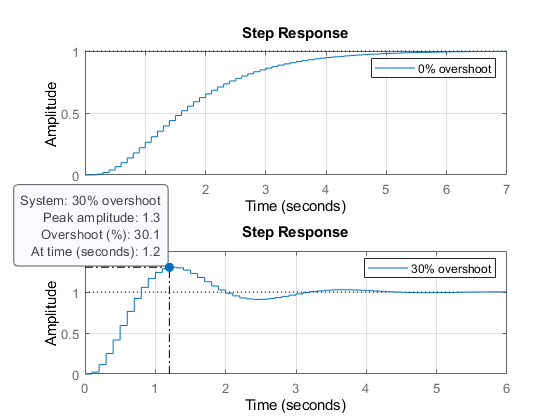 Step Response
1
0.5
0
Amplitude
0% overshoot
2
3
4
5
6
7
Time (seconds)
System: 30% overshoot
Peak amplitude: 1.3
Overshoot (%): 30.1
At time (seconds): 1.2
Step Response
1
0.5
0
Amplitude
30% overshoot
0
1
2
3
4
5
6
Time (seconds)